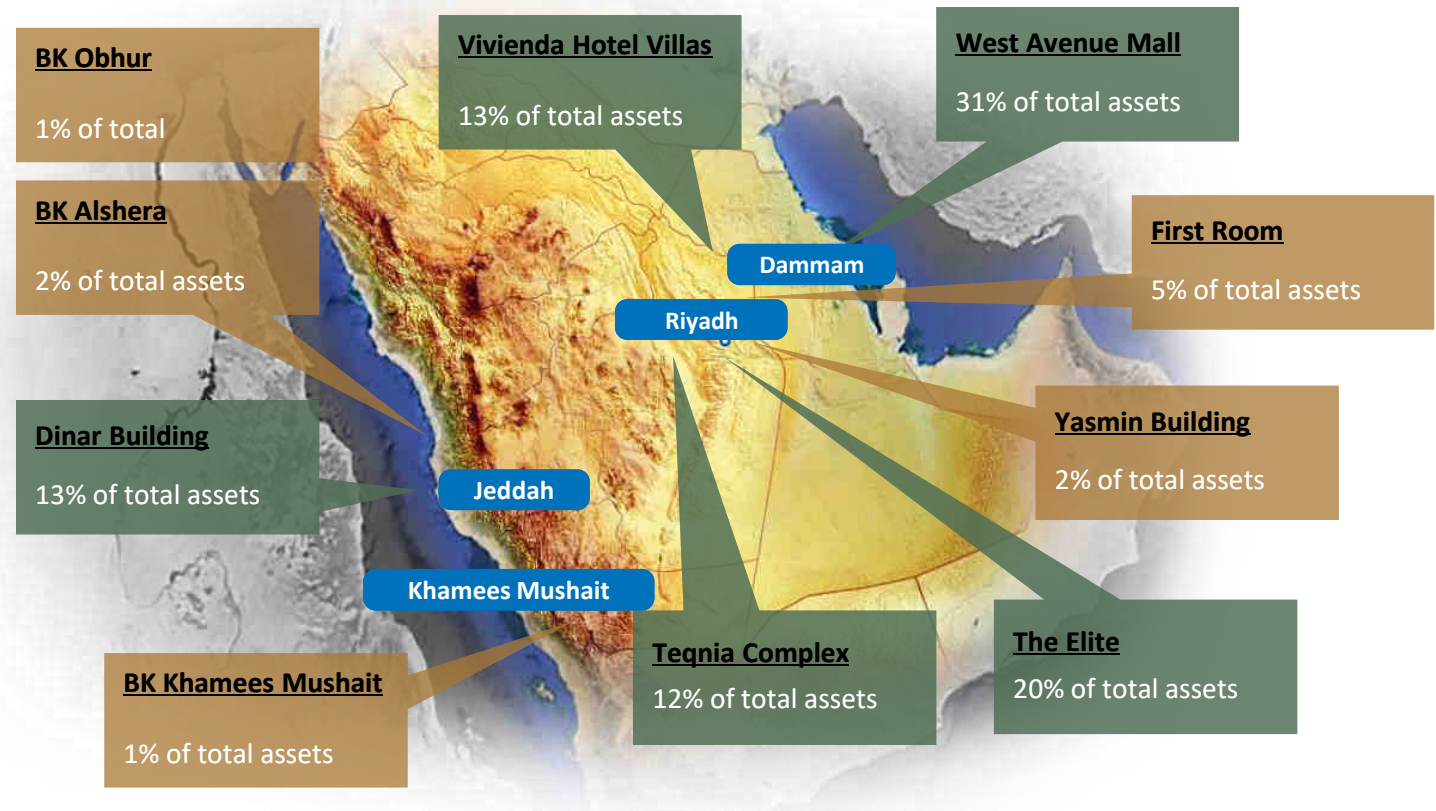 BK Obhur
1% of total
Vivienda Hotel Villas
13% of total assets
West Avenue Mall
31% of total assets
BK Alshera
2% of total assets
First Room
5% of total assets
Dammam
Riyadh
Dinar Building
13% of total assets
Yasmin Building
2% of total assets
Jeddah
Khamees Mushait
BK Khamees Mushait
1% of total assets
Teqnia Complex
12% of total assets
The Elite
20% of total assets